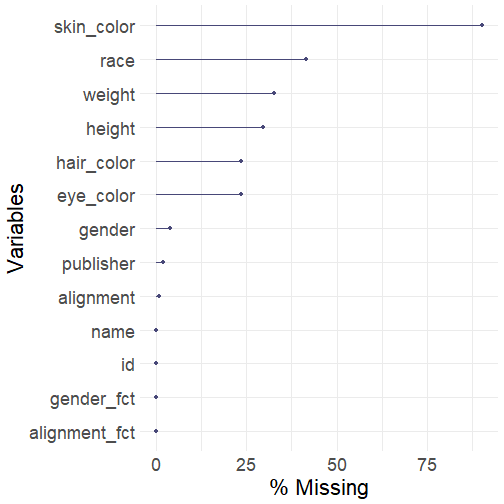 skin_color
race
weight
height
hair_color
eye_color
gender
publisher
alignment
name
id
gender_fct
alignment_fct
Variables
0 25 50 75
% Missing